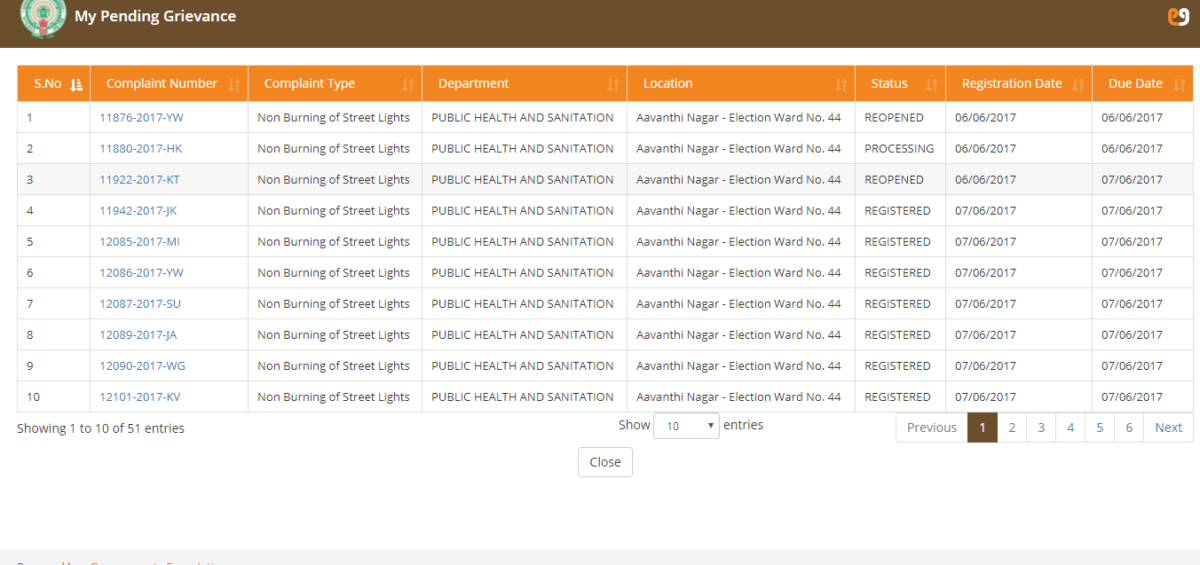 My Pending Grievance
S.No Complaint Number Complaint Type Department Location Status Registration Date Due Date
1 11876-2017-YW Non Burning of Street Lights PUBLIC HEALTH AND SANITATION Aavanthi Nagar - Election Ward No. 44 REOPENED 06/06/2017 06/06/2017
2 11880-2017-HK Non Burning of Street Lights PUBLIC HEALTH AND SANITATION Aavanthi Nagar - Election Ward No. 44 PROCESSING 06/06/2017 06/06/2017
3 11922-2017-KT Non Burning of Street Lights PUBLIC HEALTH AND SANITATION Aavanthi Nagar - Election Ward No. 44 REOPENED 06/06/2017 07/06/2017
4 11942-2017-JK Non Burning of Street Lights PUBLIC HEALTH AND SANITATION Aavanthi Nagar - Election Ward No. 44 REGISTERED 07/06/2017 07/06/2017
5 12085-2017-MI Non Burning of Street Lights PUBLIC HEALTH AND SANITATION Aavanthi Nagar - Election Ward No. 44 REGISTERED 07/06/2017 07/06/2017
6 12086-2017-YW Non Burning of Street Lights PUBLIC HEALTH AND SANITATION Aavanthi Nagar - Election Ward No. 44 REGISTERED 07/06/2017 07/06/2017
7 12087-2017-SU Non Burning of Street Lights PUBLIC HEALTH AND SANITATION Aavanthi Nagar - Election Ward No. 44 REGISTERED 07/06/2017 07/06/2017
8 12089-2017-JA Non Burning of Street Lights PUBLIC HEALTH AND SANITATION Aavanthi Nagar - Election Ward No. 44 REGISTERED 07/06/2017 07/06/2017
9 12090-2017-WG Non Burning of Street Lights PUBLIC HEALTH AND SANITATION Aavanthi Nagar - Election Ward No. 44 REGISTERED 07/06/2017 07/06/2017
10 12101-2017-KV Non Burning of Street Lights PUBLIC HEALTH AND SANITATION Aavanthi Nagar - Election Ward No. 44 REGISTERED 07/06/2017 07/06/2017
Showing 1 to 10 of 51 entries Show 10 entries Previous 1 2 3 4 5 6 Next
Close